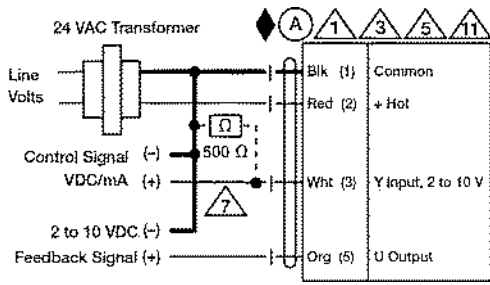 24 VAC Transformer
A 1 3 5 11
Line
Volts
Blk (1) Common
Red (2) + Hot
Ω
500 Ω
Control Signal (–)
VDC/mA (+)
7
Wht (3) Y Input, 2 to 10 V
2 to 10 VDC (–)
Feedback Signal (+)
Org (5) U Output